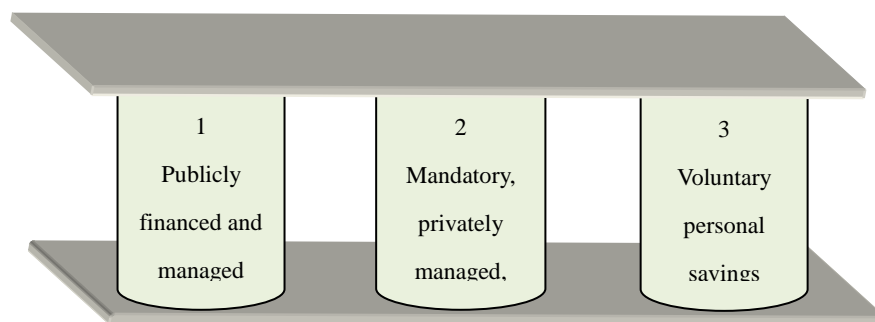 1
Publicly
financed and
managed
2
Mandatory,
privately
managed,
3
Voluntary
personal
savings